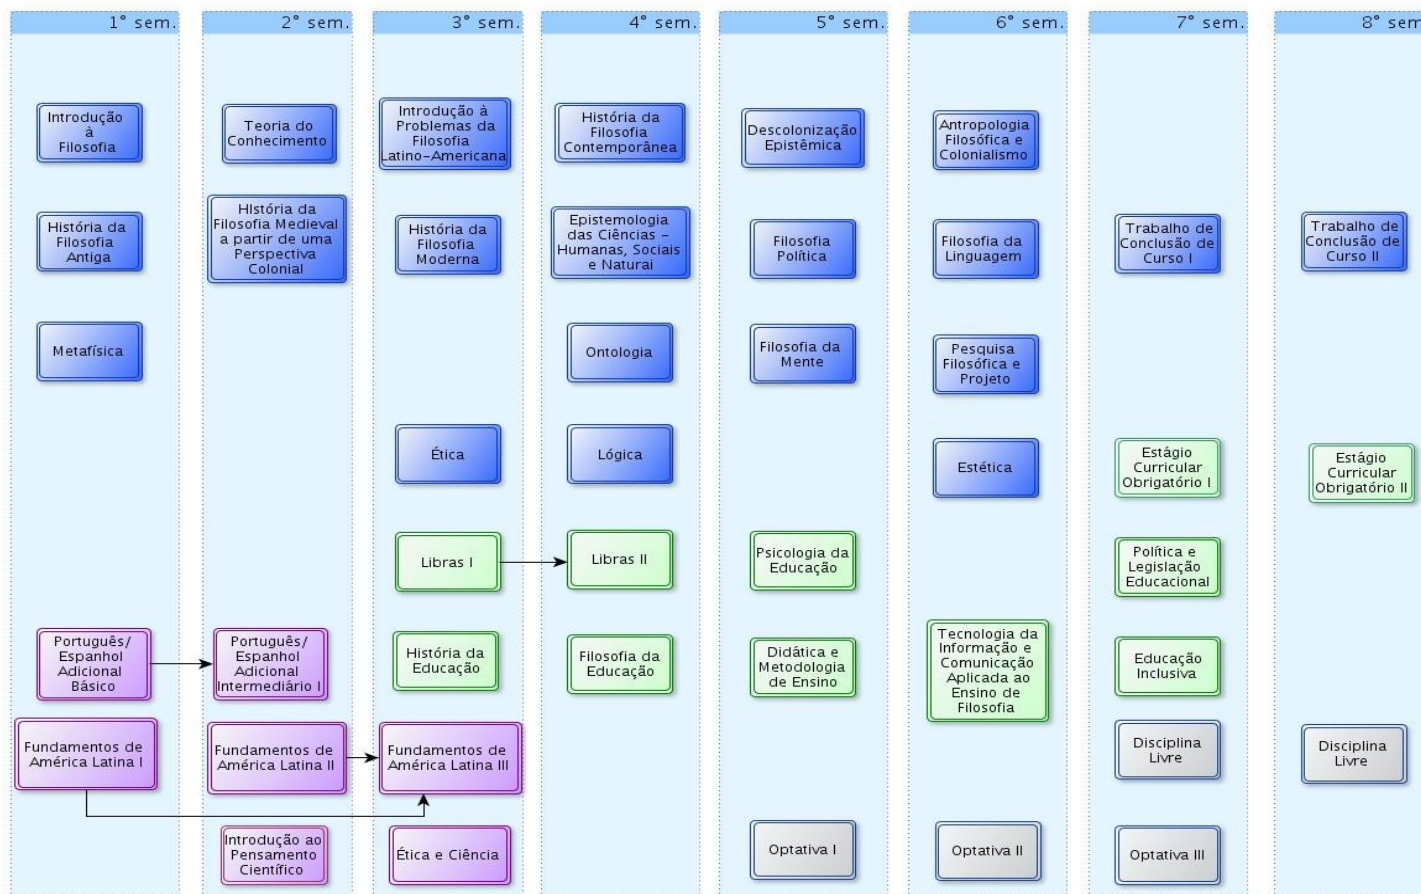 1° sem.
2° sem.
3° sem.
4° sem.
5° sem.
6° sem.
7° sem.
8° sem
Introdução
à
Filosofia
Teoria do
Conhecimento
Introdução à
Problemas da
Filosofia
Latino-Americana
História da
Filosofia
Contemporânea
Descolonização
Epistêmica
Antropologia
Filosófica e
Colonialismo
História da
Filosofia
Antiga
HIstória da
Filosofia Medieval
a partir de uma
Perspectiva
Colonial
História da
Filosofia
Moderna
Epistemologia
das Ciências –
Humanas, Sociais
e Naturai
Filosofia
Política
Filosofia da
Linguagem
Trabalho de
Conclusão de
Curso I
Trabalho de
Conclusão de
Curso II
Metafísica
Ontologia
Filosofia da
Mente
Pesquisa
Filosófica e
Projeto
Ética
Lógica
Estética
Estágio
Curricular
Obrigatório I
Estágio
Curricular
Obrigatório II
Libras I
Libras II
Psicologia da
Educação
Política e
Legislação
Educacional
Português/
Espanhol
Adicional
Básico
Português/
Espanhol
Adicional
Intermediário I
História da
Educação
Filosofia da
Educação
Didática e
Metodologia
de Ensino
Tecnologia da
Informação e
Comunicação
Aplicada ao
Ensino de
Filosofia
Educação
Inclusiva
Fundamentos de
América Latina I
Fundamentos de
América Latina II
Fundamentos de
América Latina III
Disciplina
Livre
Disciplina
Livre
Introdução ao
Pensamento
Científico
Ética e Ciência
Optativa I
Optativa II
Optativa III